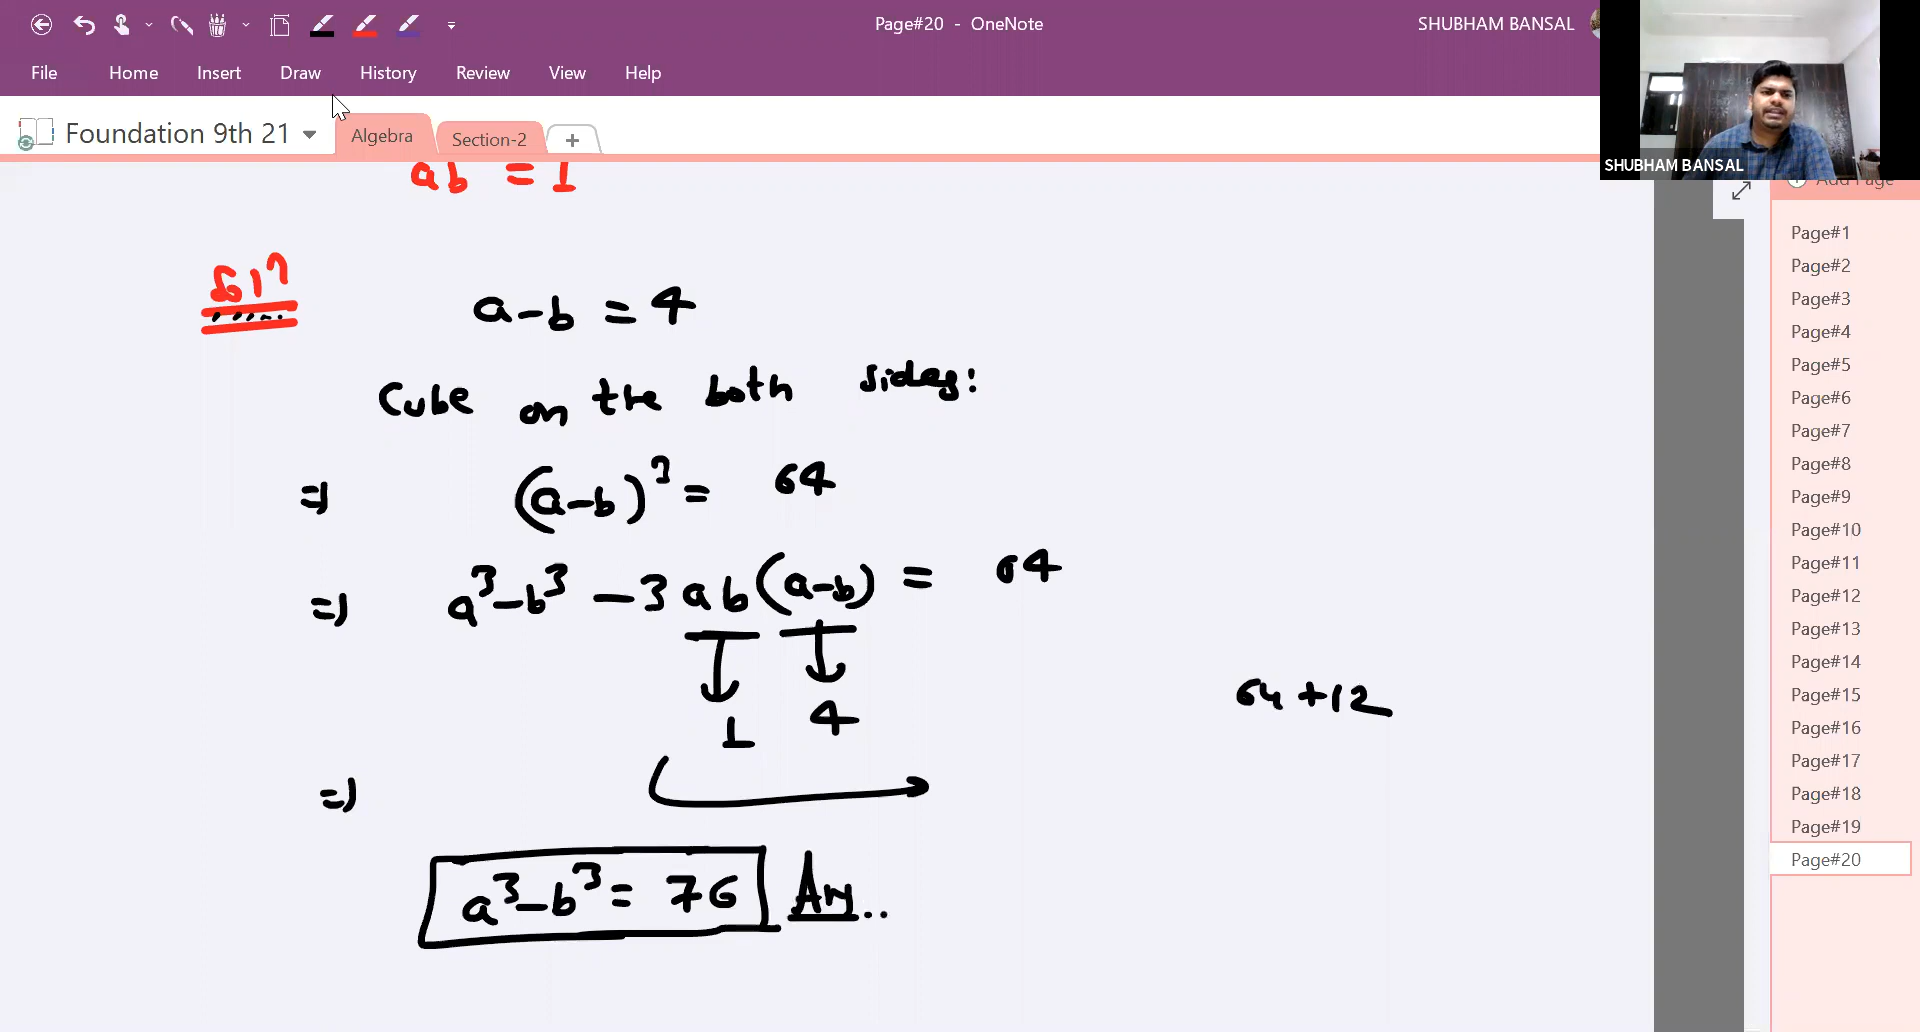 Page#20 - OneNote
SHUBHAM BANSAL
File Home Insert Draw History Review View Help
SHUBHAM BANSAL
Foundation 9th 21
Algebra
Section-2
+
Add Page
ab = 1
Sol?
a-b = 4
Cube on the both sides:
=) (a-b)³ = 64
=) a³-b³ - 3ab(a-b) = 64
1 4
64 + 12
=)
a³-b³ = 76 Ans..
Page#1
Page#2
Page#3
Page#4
Page#5
Page#6
Page#7
Page#8
Page#9
Page#10
Page#11
Page#12
Page#13
Page#14
Page#15
Page#16
Page#17
Page#18
Page#19
Page#20